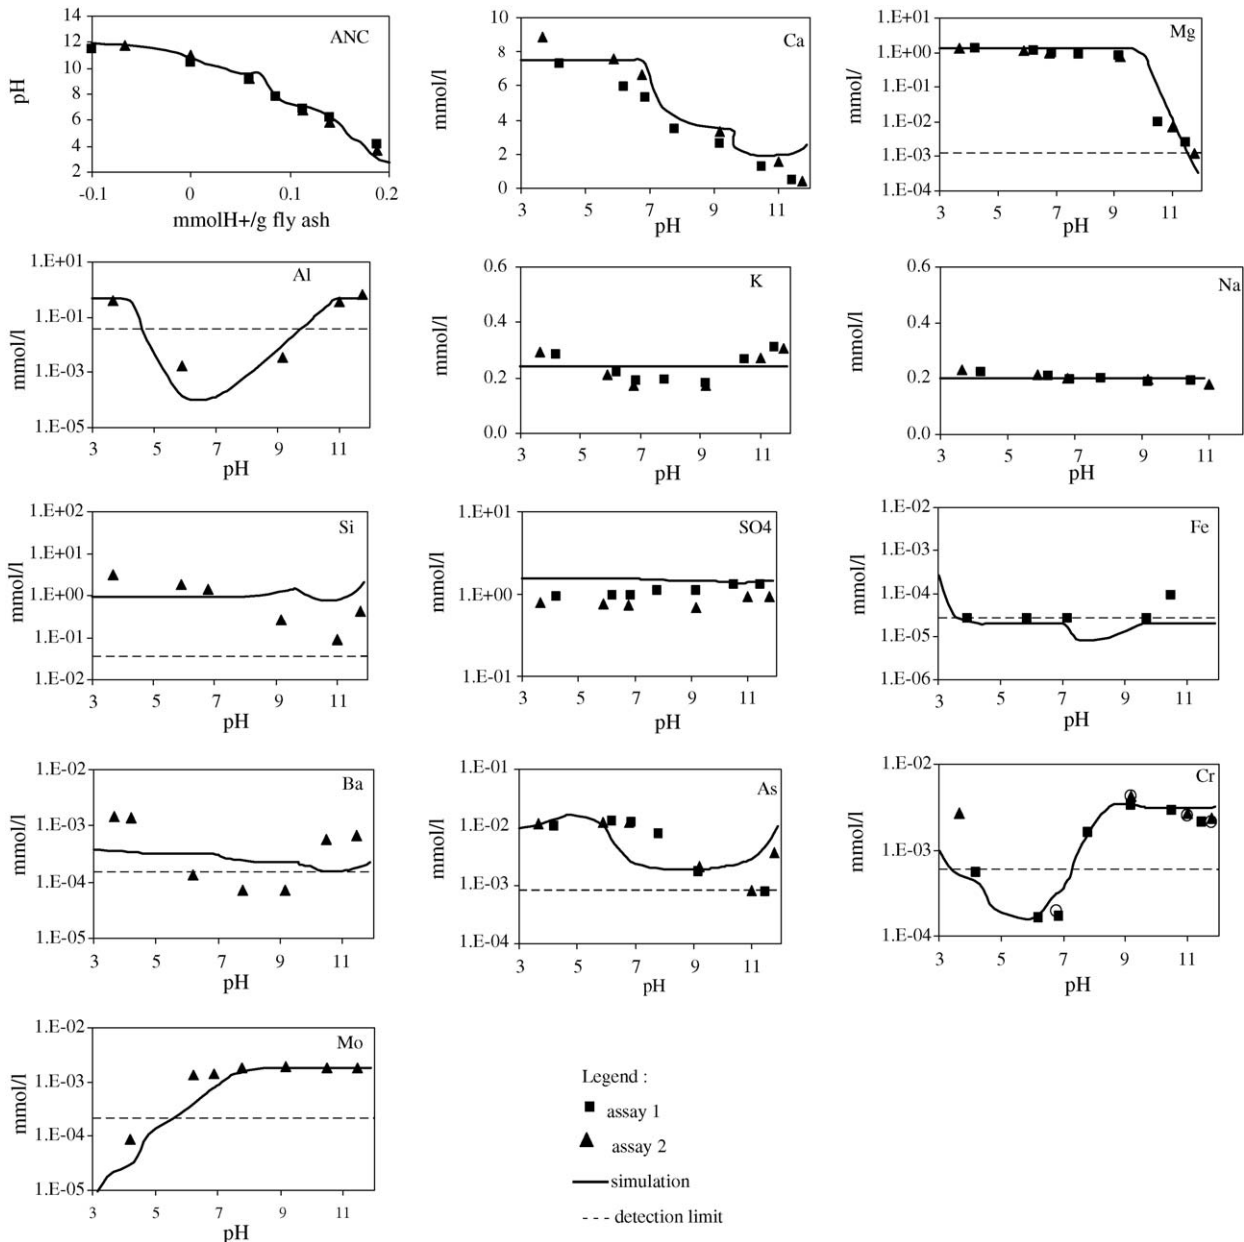 ANC
14
12
10
8
6
4
2
pH
-0.1 0 0.1 0.2
mmolH+/g fly ash
Ca
10
8
6
4
2
0
mmol/l
3 5 7 9 11
pH
Mg
1.E+01
1.E+00
1.E-01
1.E-02
1.E-03
1.E-04
mmol/
3 5 7 9 11
pH
Al
1.E+01
1.E-01
1.E-03
1.E-05
mmol/l
3 5 7 9 11
pH
K
0.6
0.4
0.2
0.0
mmol/l
3 5 7 9 11
pH
Na
0.6
0.4
0.2
0.0
mmol/l
3 5 7 9 11
pH
Si
1.E+02
1.E+01
1.E+00
1.E-01
1.E-02
mmol/l
3 5 7 9 11
pH
SO4
1.E+01
1.E+00
1.E-01
mmol/l
3 5 7 9 11
pH
Fe
1.E-02
1.E-03
1.E-04
1.E-05
1.E-06
mmol/l
3 5 7 9 11
pH
Ba
1.E-02
1.E-03
1.E-04
1.E-05
mmol/l
3 5 7 9 11
pH
As
1.E-01
1.E-02
1.E-03
1.E-04
mmol/l
3 5 7 9 11
pH
Cr
1.E-02
1.E-03
1.E-04
mmol/l
3 5 7 9 11
pH
Mo
1.E-02
1.E-03
1.E-04
1.E-05
mmol/l
3 5 7 9 11
pH
Legend :
assay 1
assay 2
simulation
detection limit